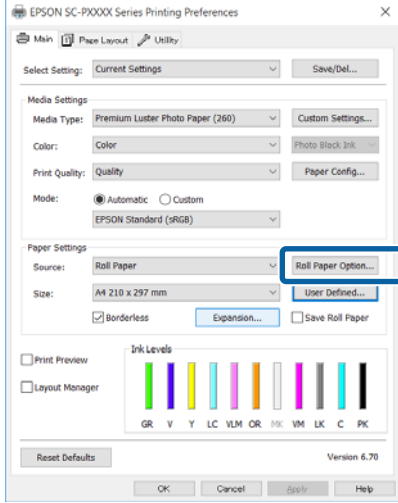 EPSON SC-PXXXX Series Printing Preferences
Main Page Layout Utility
Select Setting: Current Settings Save/Del...
Media Settings
Media Type: Premium Luster Photo Paper (260) Custom Settings...
Color: Color Photo Black Ink
Print Quality: Quality Paper Config...
Mode: Automatic Custom
EPSON Standard (sRGB)
Paper Settings
Source: Roll Paper Roll Paper Option...
Size: A4 210 x 297 mm User Defined...
Borderless Expansion... Save Roll Paper
Print Preview
Layout Manager
Ink Levels
GR V Y LC VLM OR MK VM LK C PK
Reset Defaults Version 6.70
OK Cancel Apply Help